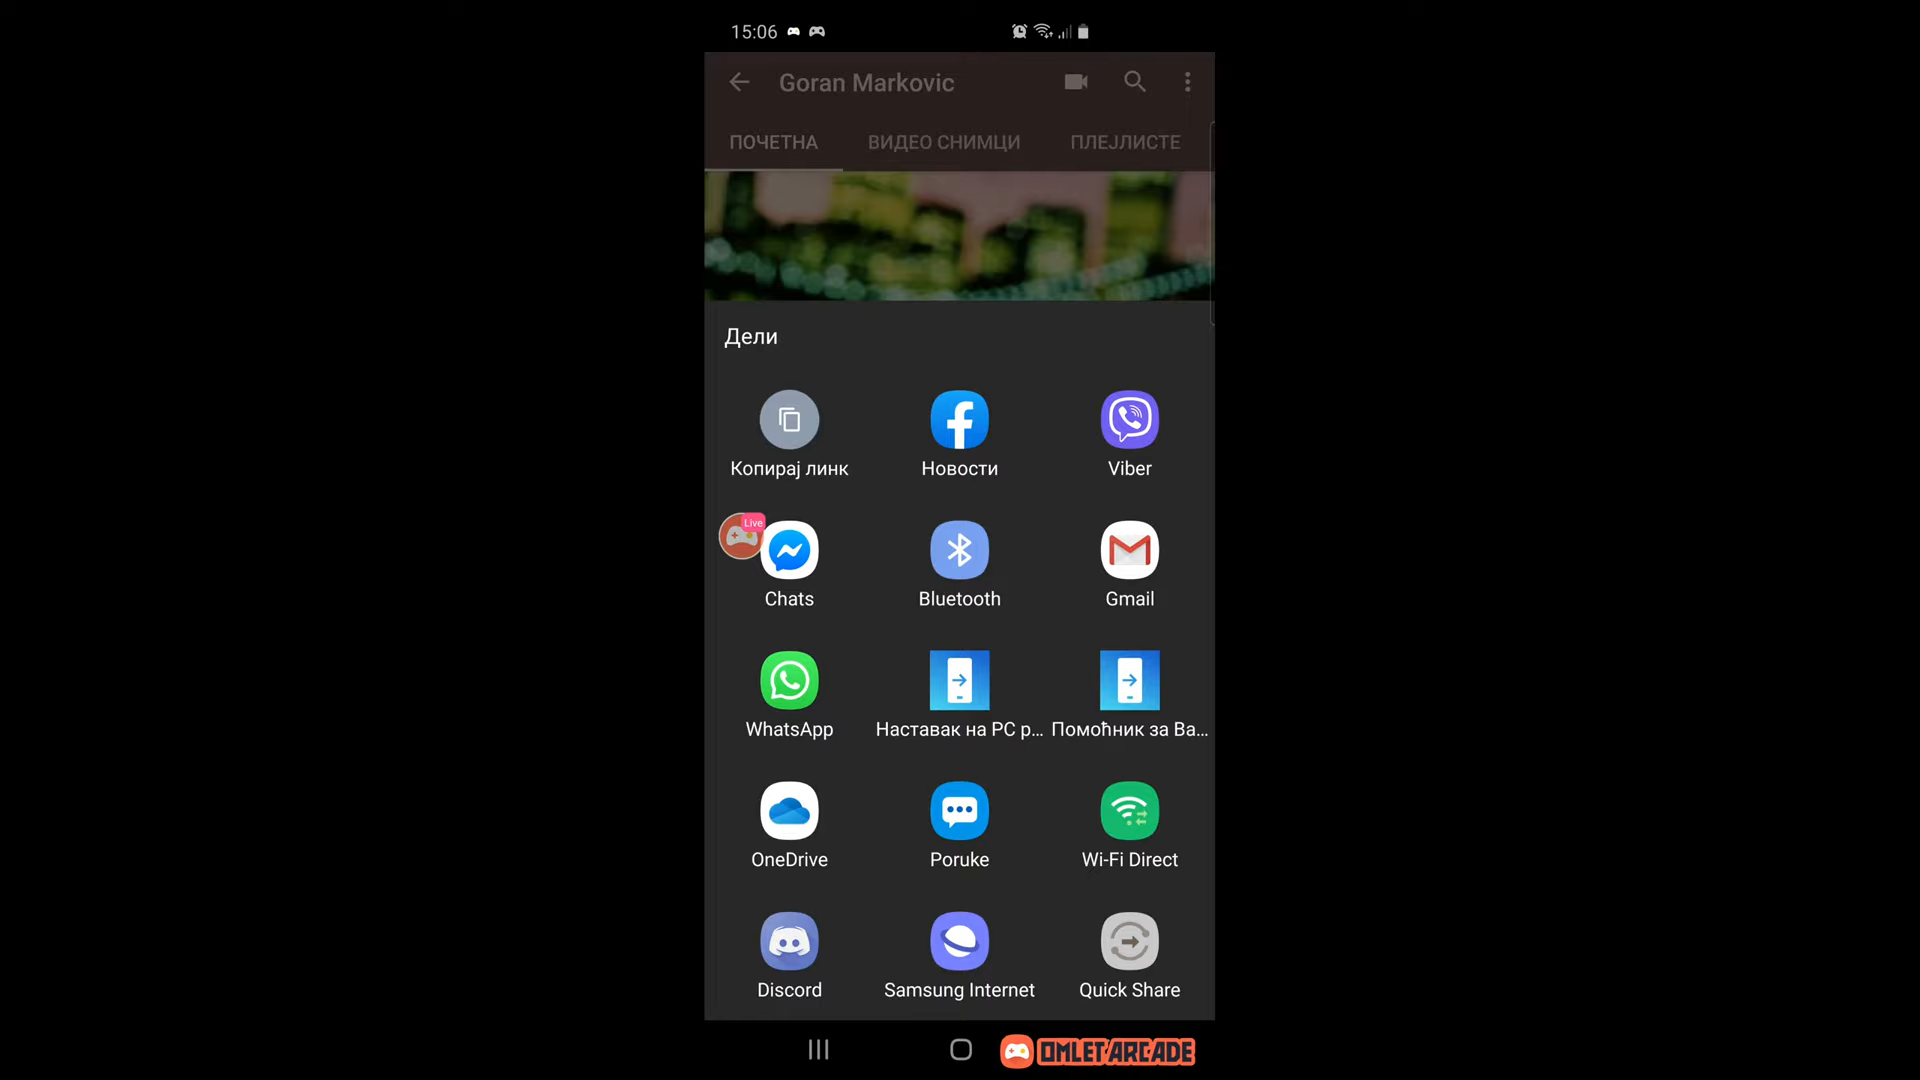 15:06
Goran Markovic
ПОЧЕТНА ВИДЕО СНИМЦИ ПЛЕЈЛИСТЕ
Дели
Копирај линк Новости Viber
Live
Chats Bluetooth Gmail
WhatsApp Наставак на PC р... Помоћник за Ва...
OneDrive Poruke Wi-Fi Direct
Discord Samsung Internet Quick Share
OMLET ARCADE